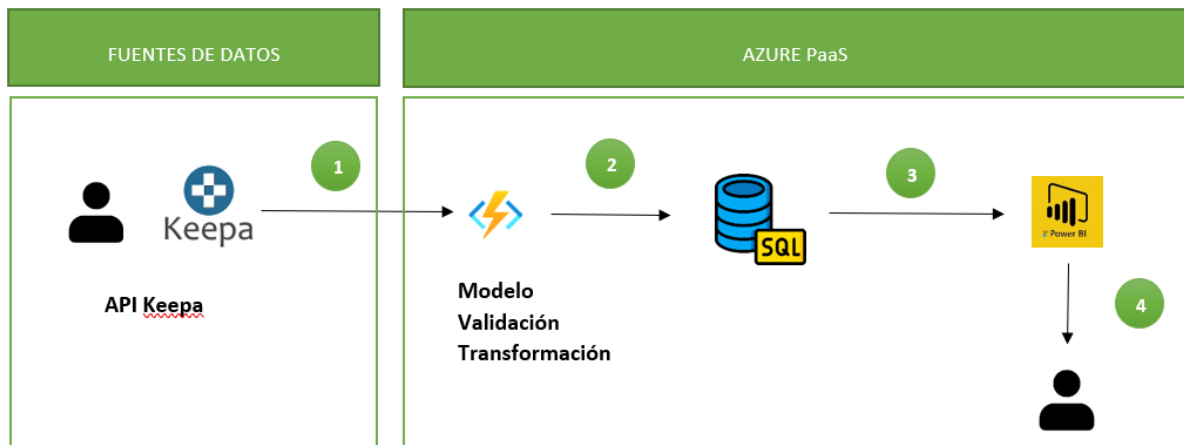 FUENTES DE DATOS
AZURE PaaS
1
2
3
Keepa
SQL
Power BI
API Keepa
Modelo
Validación
Transformación
4